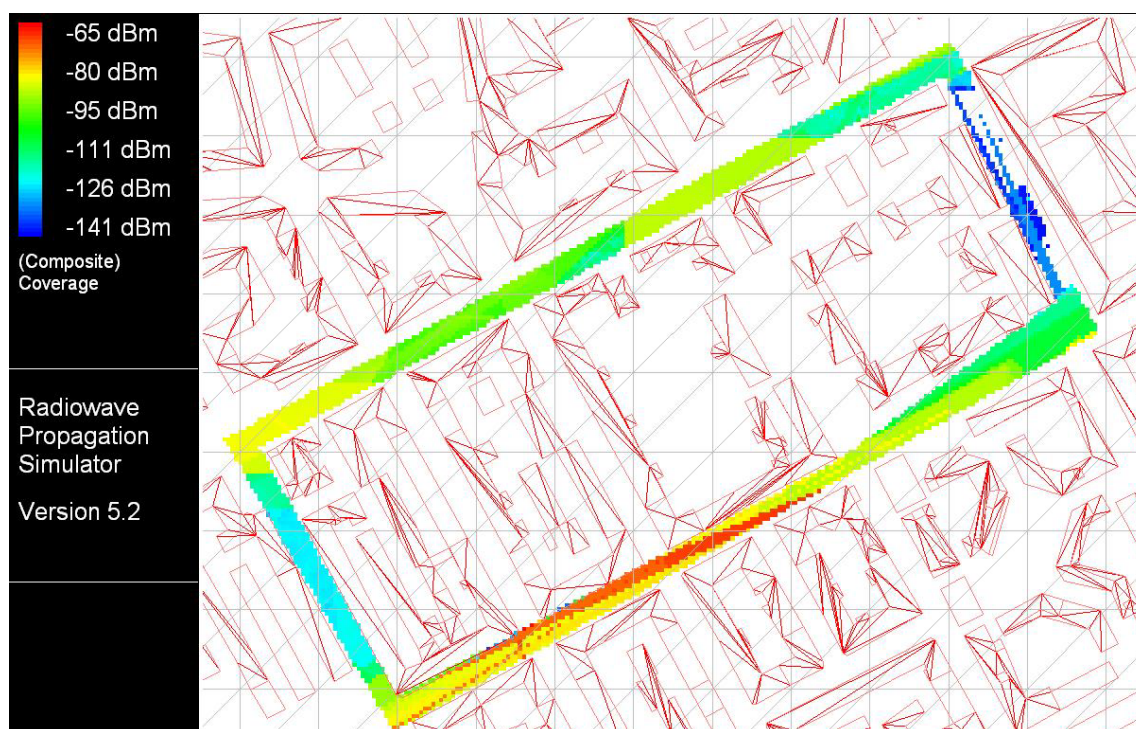 -65 dBm
-80 dBm
-95 dBm
-111 dBm
-126 dBm
-141 dBm
(Composite)
Coverage
Radiowave
Propagation
Simulator
Version 5.2